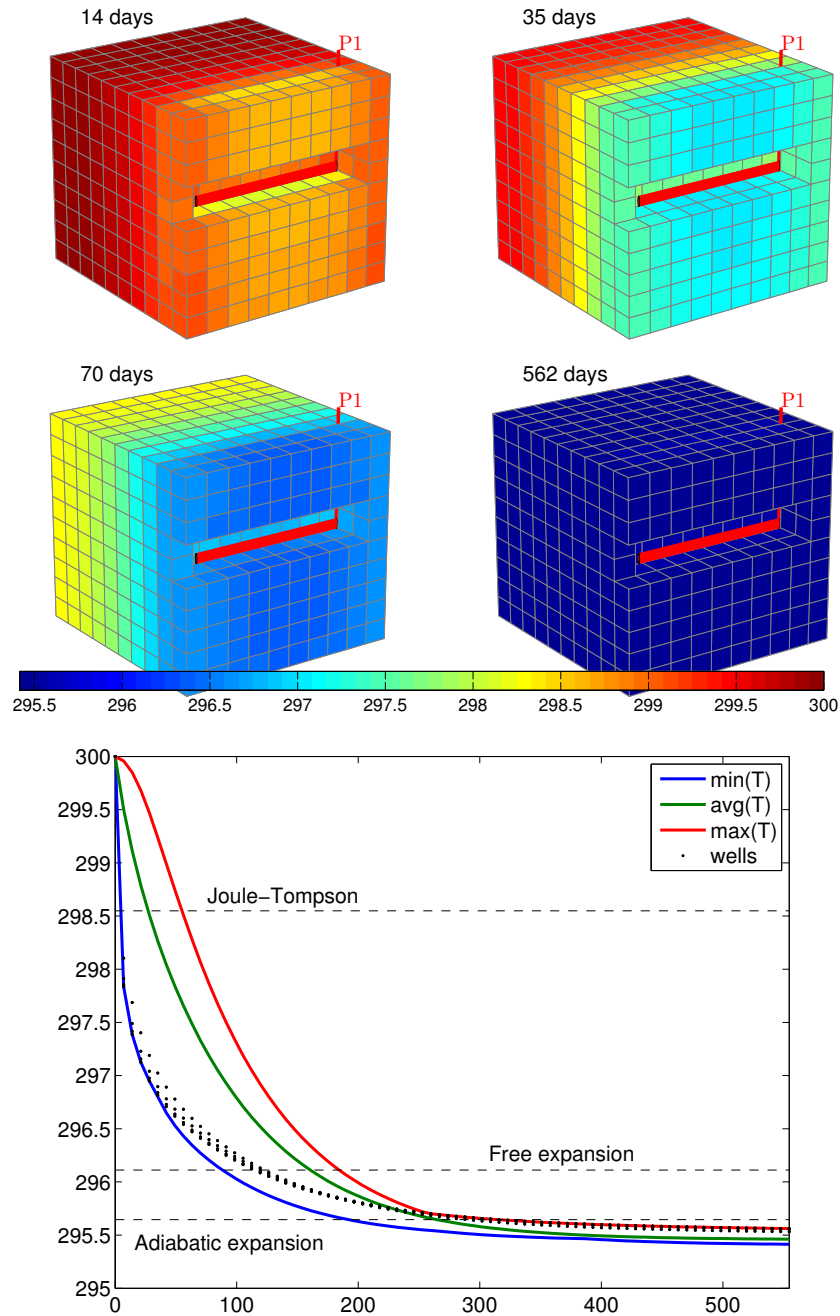 14 days
35 days
P1
P1
70 days
562 days
P1
P1
295.5 296 296.5 297 297.5 298 298.5 299 299.5 300
300
299.5
299
298.5
298
297.5
297
296.5
296
295.5
295
min(T)
avg(T)
max(T)
wells
Joule−Tompson
Free expansion
Adiabatic expansion
0 100 200 300 400 500